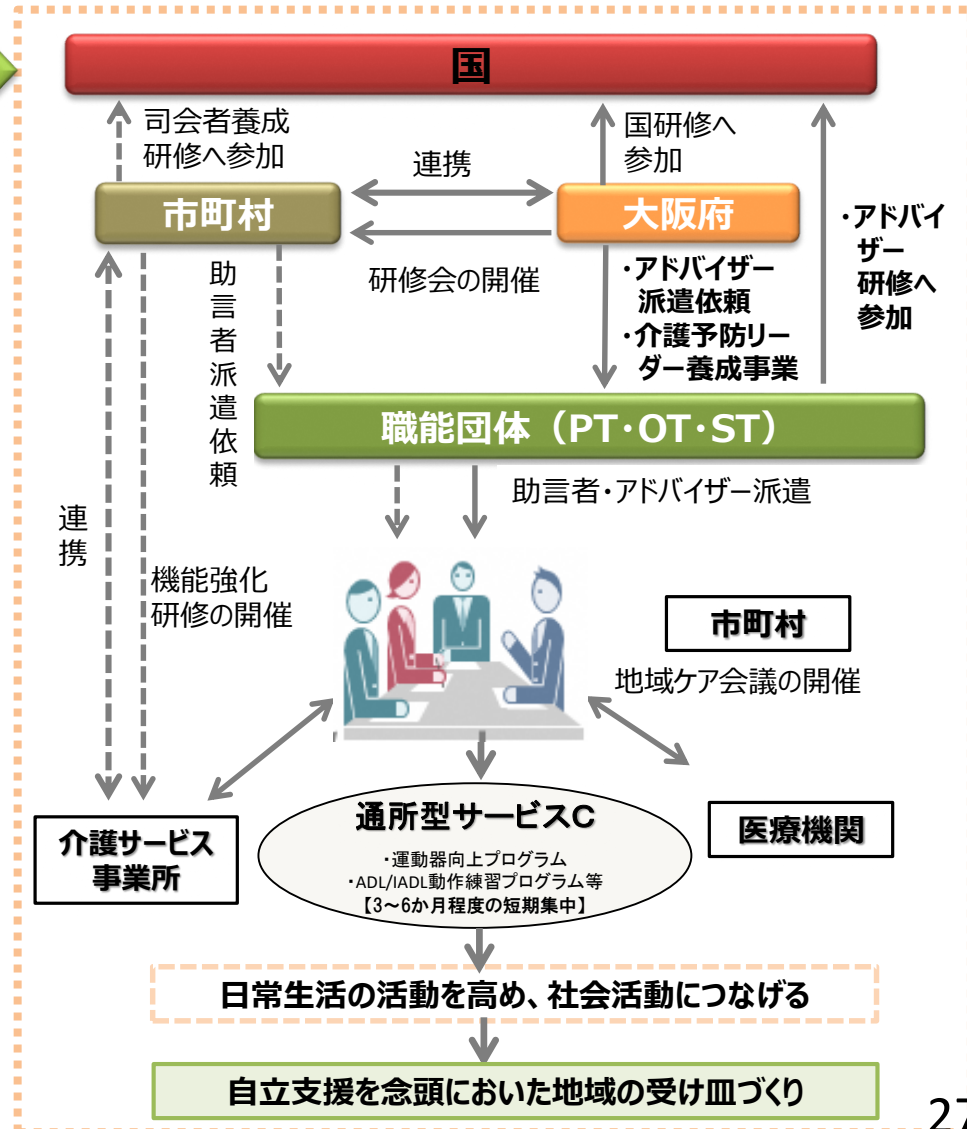 国
司会者養成
研修へ参加
連携
国研修へ
参加
市町村
大阪府
・アドバイ
ザー
研修へ
参加
研修会の開催
助言者派遣依頼
・アドバイザー
派遣依頼
・介護予防リー
ダー養成事業
職能団体（PT・OT・ST）
助言者・アドバイザー派遣
連携
機能強化
研修の開催
市町村
地域ケア会議の開催
介護サービス
事業所
通所型サービスC
・運動器向上プログラム
・ADL/IADL動作練習プログラム等
【3～6か月程度の短期集中】
医療機関
日常生活の活動を高め、社会活動につなげる
自立支援を念頭においた地域の受け皿づくり
27